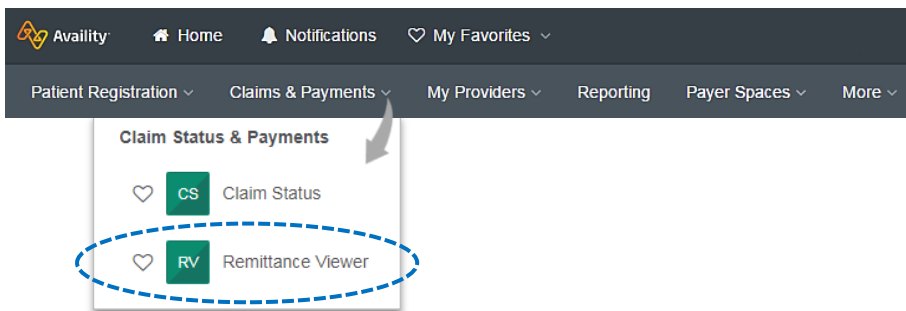 Availity Home Notifications My Favorites
Patient Registration Claims & Payments My Providers Reporting Payer Spaces More
Claim Status & Payments
CS Claim Status
RV Remittance Viewer